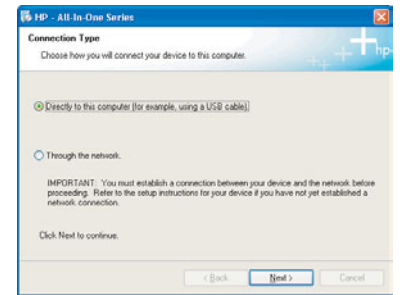 HP - All-In-One Series
Connection Type
Choose how you will connect your device to this computer.
hp
Directly to this computer (for example, using a USB cable).
Through the network.
IMPORTANT: You must establish a connection between your device and the network before
proceeding. Refer to the setup instructions for your device if you have not yet established a
network connection.
Click Next to continue.
< Back Next > Cancel